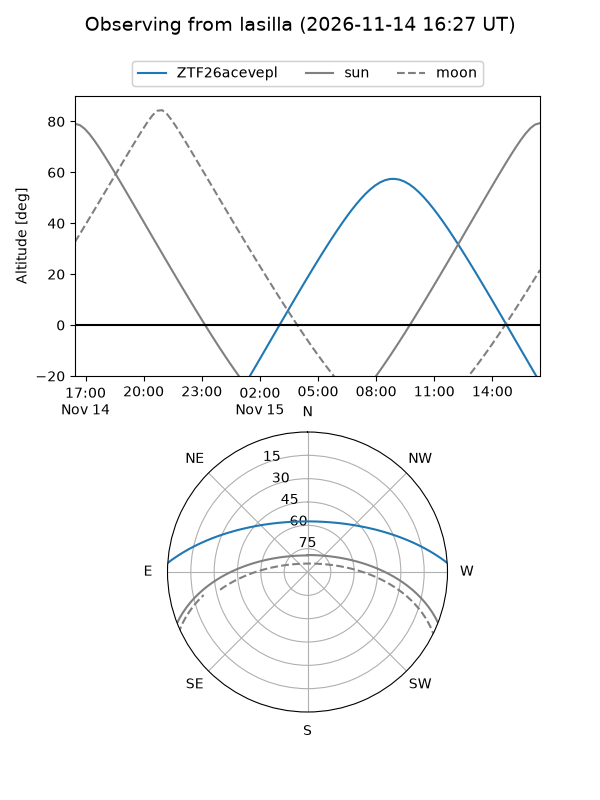 Observing from lasilla (2026-11-14 16:27 UT)
ZTF26acevepl sun moon
80
60
40
20
0
−20
Altitude [deg]
17:00 20:00 23:00 02:00 05:00 08:00 11:00 14:00
Nov 14 Nov 15
N
NE NW
15
30
45
60
75
E W
SE SW
S